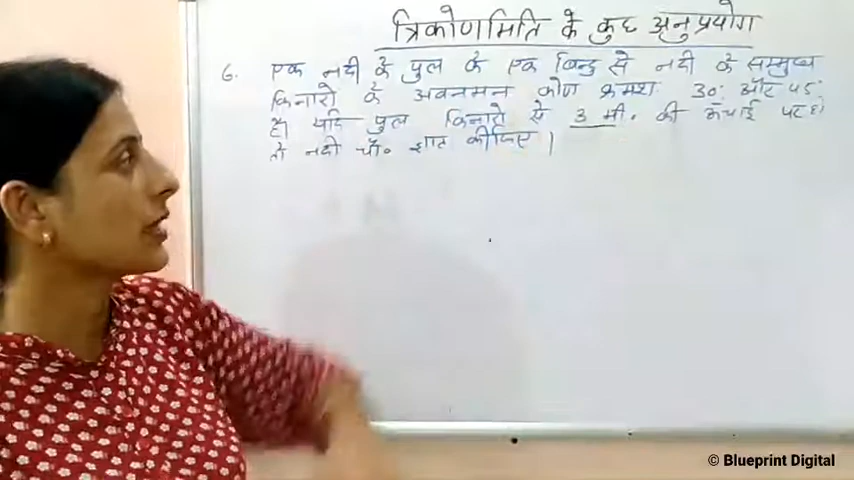 त्रिकोणमिति के कुछ अनुप्रयोग
6. एक नदी के पुल के एक बिन्दु से नदी के सम्मुख
किनारो के अवनमन कोण क्रमश 30° और 45°
है। यदि पुल किनारो से 3 मी. की ऊंचाई पर हो
तो नदी चौ० ज्ञात कीजिए।
© Blueprint Digital